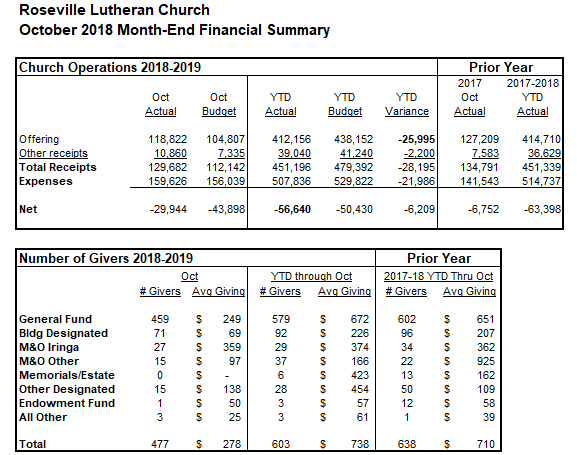 Roseville Lutheran Church
October 2018 Month-End Financial Summary
Church Operations 2018-2019 Prior Year
2017 2017-2018
Oct Oct YTD YTD YTD Oct YTD
Actual Budget Actual Budget Variance Actual Actual
Offering 118,822 104,807 412,156 438,152 -25,995 127,209 414,710
Other receipts 10,860 7,335 39,040 41,240 -2,200 7,583 36,629
Total Receipts 129,682 112,142 451,196 479,392 -28,195 134,791 451,339
Expenses 159,626 156,039 507,836 529,822 -21,986 141,543 514,737
Net -29,944 -43,898 -56,640 -50,430 -6,209 -6,752 -63,398
Number of Givers 2018-2019 Prior Year
Oct YTD through Oct 2017-18 YTD Thru Oct
# Givers Avg Giving # Givers Avg Giving # Givers Avg Giving
General Fund 459 $ 249 579 $ 672 602 $ 651
Bldg Designated 71 $ 69 92 $ 226 96 $ 207
M&O Iringa 27 $ 359 29 $ 374 34 $ 362
M&O Other 15 $ 97 37 $ 166 22 $ 925
Memorials/Estate 0 $ - 6 $ 423 13 $ 162
Other Designated 15 $ 138 28 $ 454 50 $ 109
Endowment Fund 1 $ 50 3 $ 57 12 $ 58
All Other 3 $ 25 3 $ 61 1 $ 39
Total 477 $ 278 603 $ 738 638 $ 710